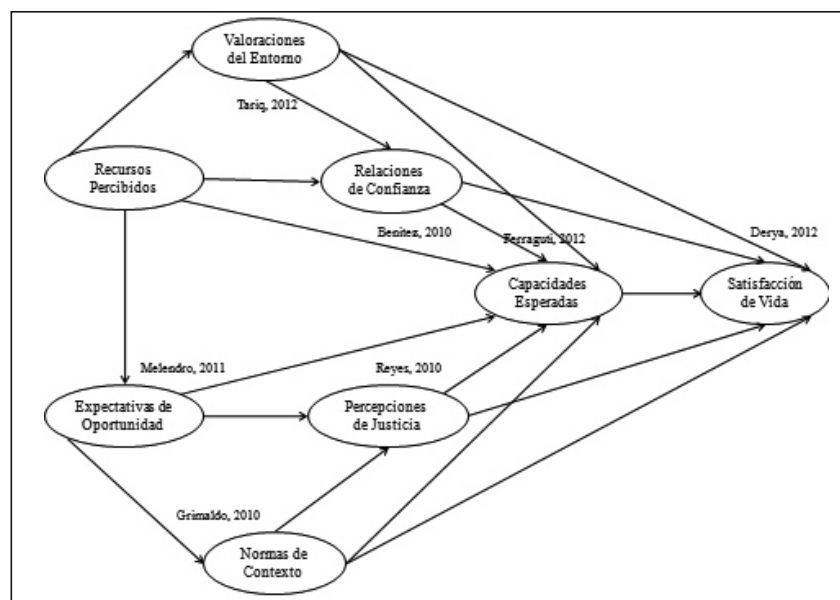 Valoraciones
del Entorno
Tariq, 2012
Recursos
Percibidos
Relaciones
de Confianza
Benitez, 2010
Ferraguti, 2012
Derya, 2012
Capacidades
Esperadas
Satisfacción
de Vida
Melendro, 2011
Reyes, 2010
Expectativas de
Oportunidad
Percepciones
de Justicia
Grimaldo, 2010
Normas de
Contexto